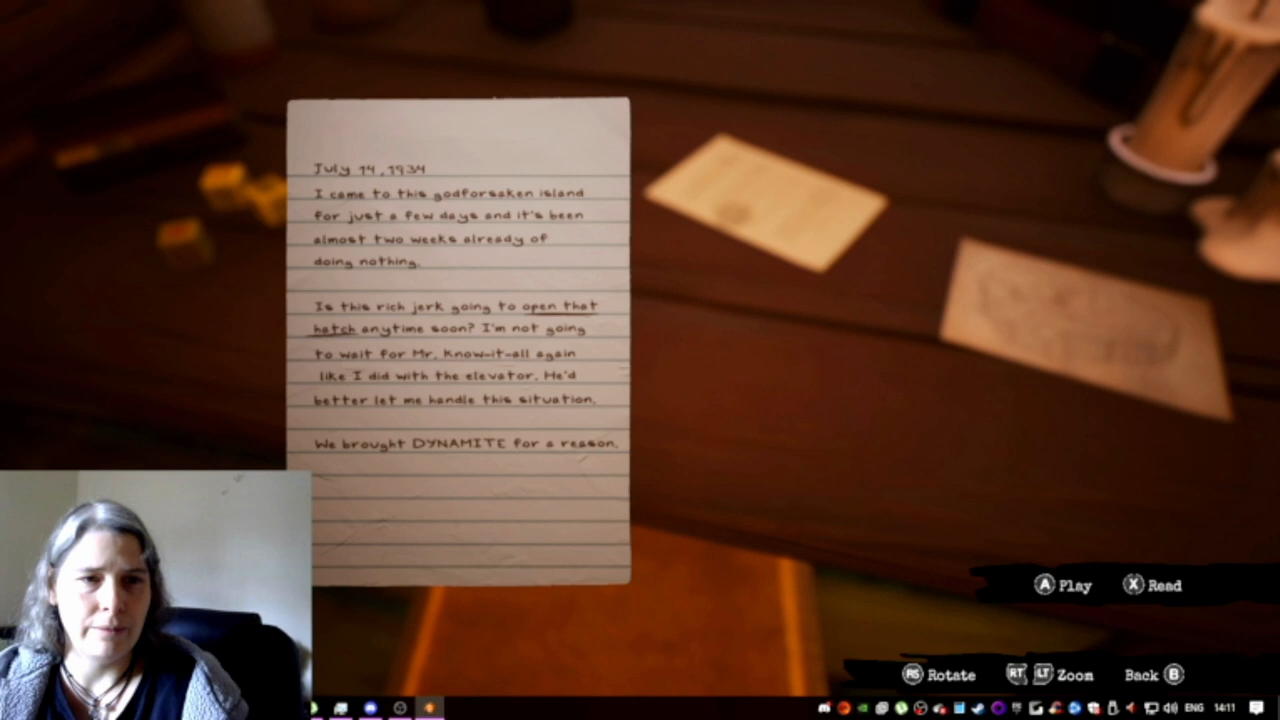 July 14, 1934
I came to this godforsaken island
for just a few days and it's been
almost two weeks already of
doing nothing.
Is this rich jerk going to open that
hatch anytime soon? I'm not going
to wait for Mr. Know-it-all again
like I did with the elevator. He'd
better let me handle this situation.
We brought DYNAMITE for a reason.
A Play X Read
RS Rotate RT LT Zoom Back B
ENG 14:11